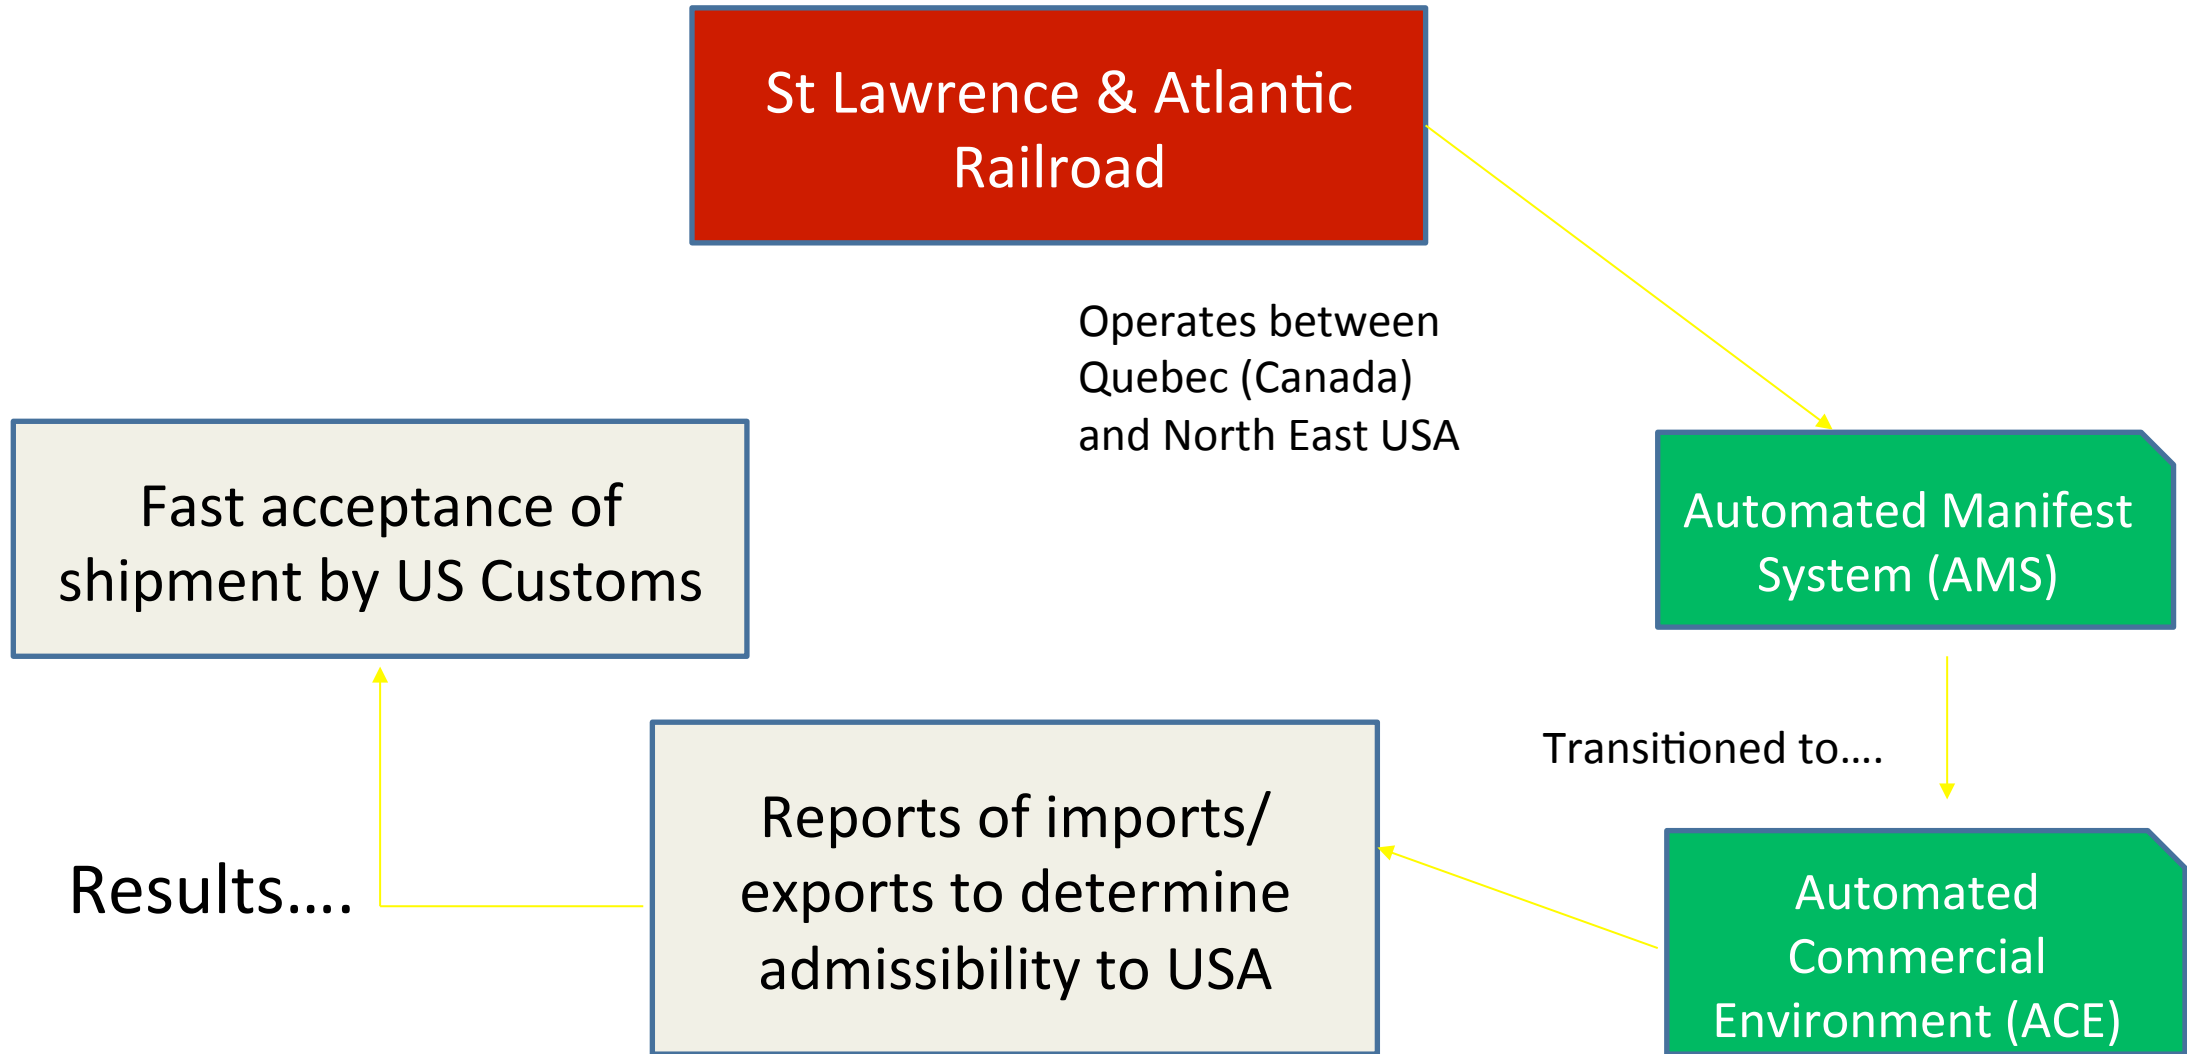 St Lawrence & Atlantic
Railroad
Operates between
Quebec (Canada)
and North East USA
Automated Manifest
System (AMS)
Transitioned to....
Automated
Commercial
Environment (ACE)
Reports of imports/
exports to determine
admissibility to USA
Results....
Fast acceptance of
shipment by US Customs